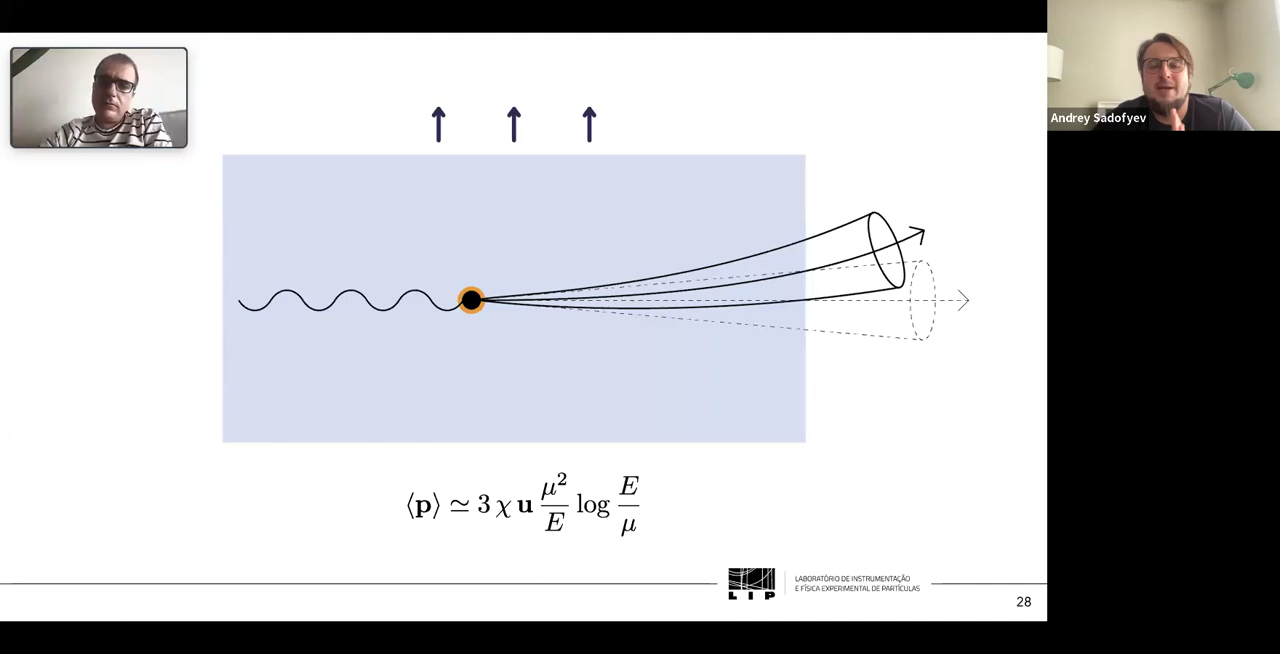 Andrey Sadofyev
⟨p⟩ ≃ 3 χ u μ²/E log E/μ
LIP
LABORATÓRIO DE INSTRUMENTAÇÃO
E FÍSICA EXPERIMENTAL DE PARTÍCULAS
28